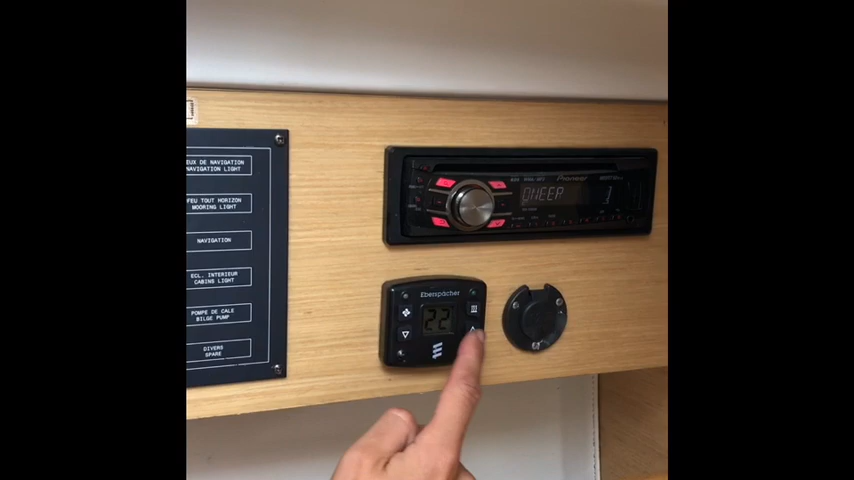 EUX DE NAVIGATION
NAVIGATION LIGHT
FEU TOUT HORIZON
MOORING LIGHT
NAVIGATION
ECL. INTERIEUR
CABINS LIGHT
POMPE DE CALE
BILGE PUMP
DIVERS
SPARE
Pioneer
ONEER
Eberspächer
22